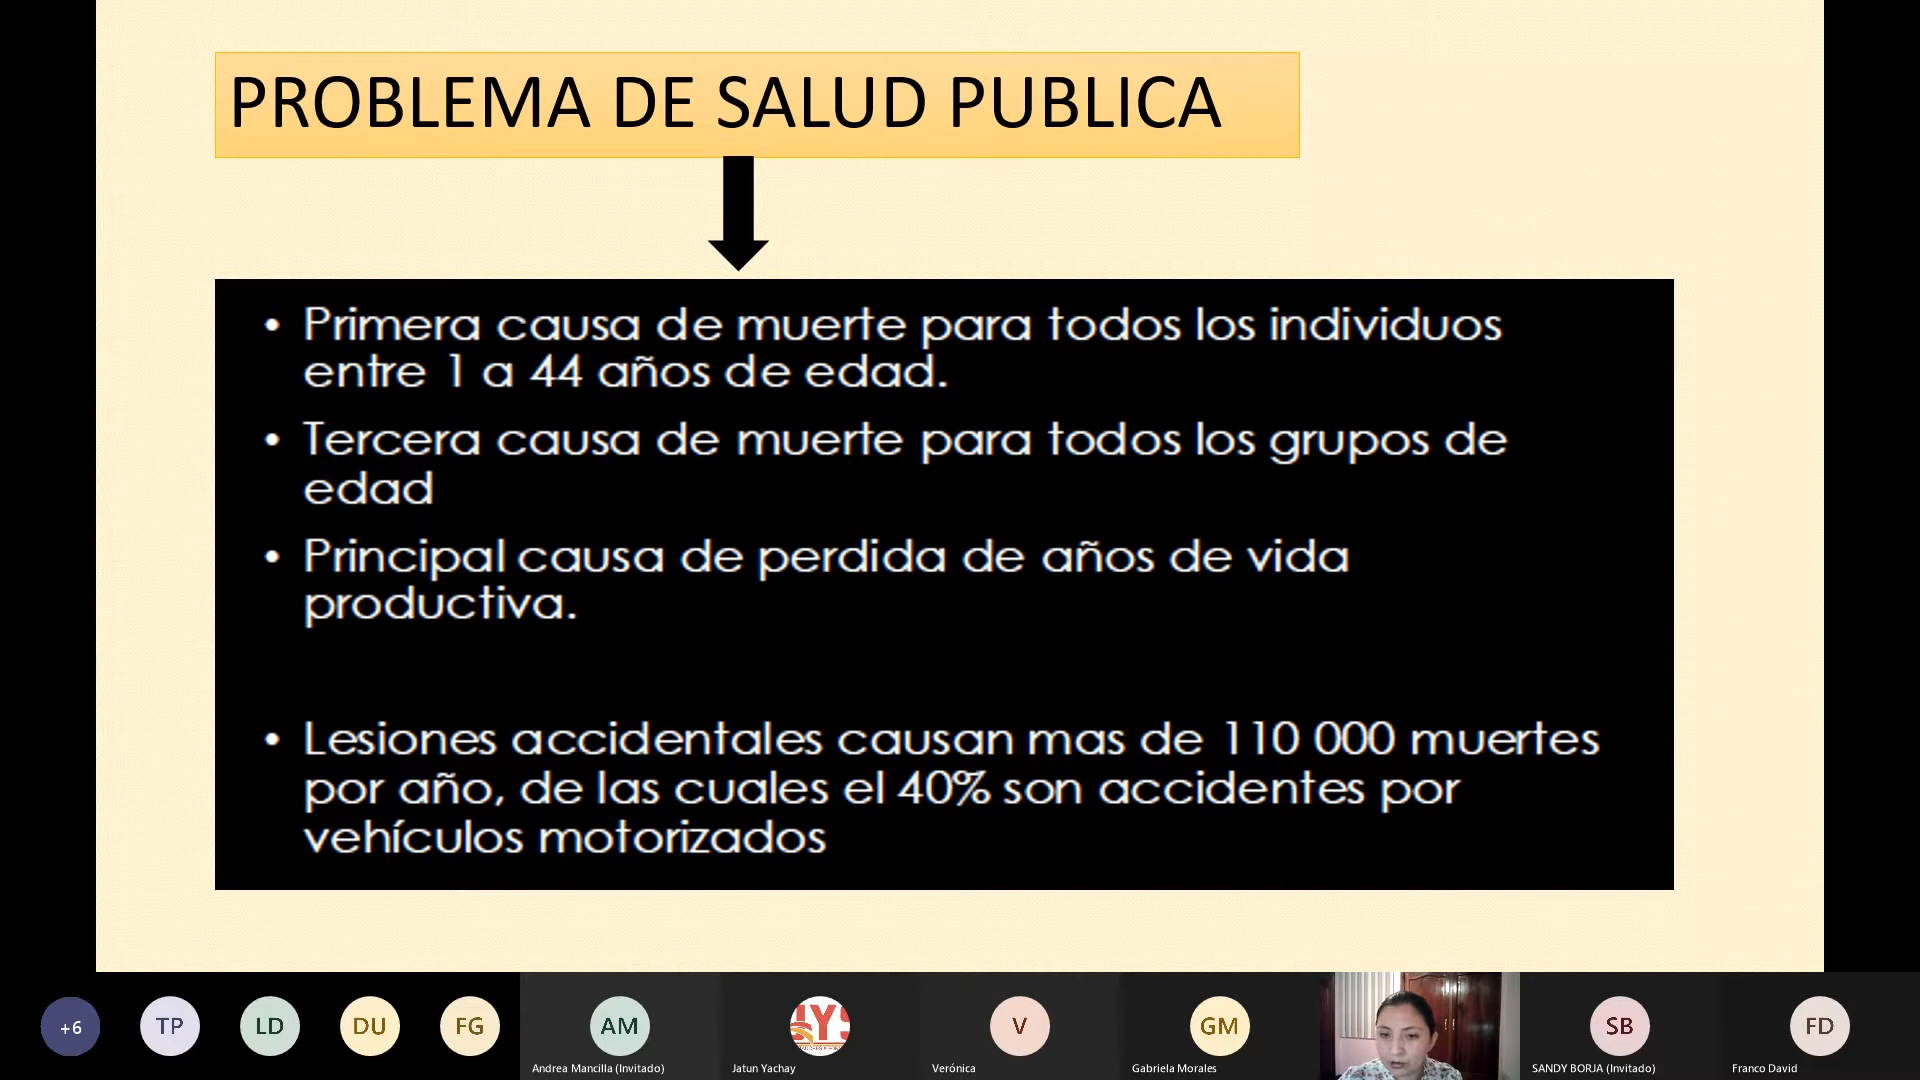 PROBLEMA DE SALUD PUBLICA
• Primera causa de muerte para todos los individuos
entre 1 a 44 años de edad.
• Tercera causa de muerte para todos los grupos de
edad
• Principal causa de perdida de años de vida
productiva.
• Lesiones accidentales causan mas de 110 000 muertes
por año, de las cuales el 40% son accidentes por
vehículos motorizados
+6
TP
LD
DU
FG
AM
V
GM
SB
FD
Andrea Mancilla (Invitado)
Jatun Yachay
Verónica
Gabriela Morales
SANDY BORJA (Invitado)
Franco David